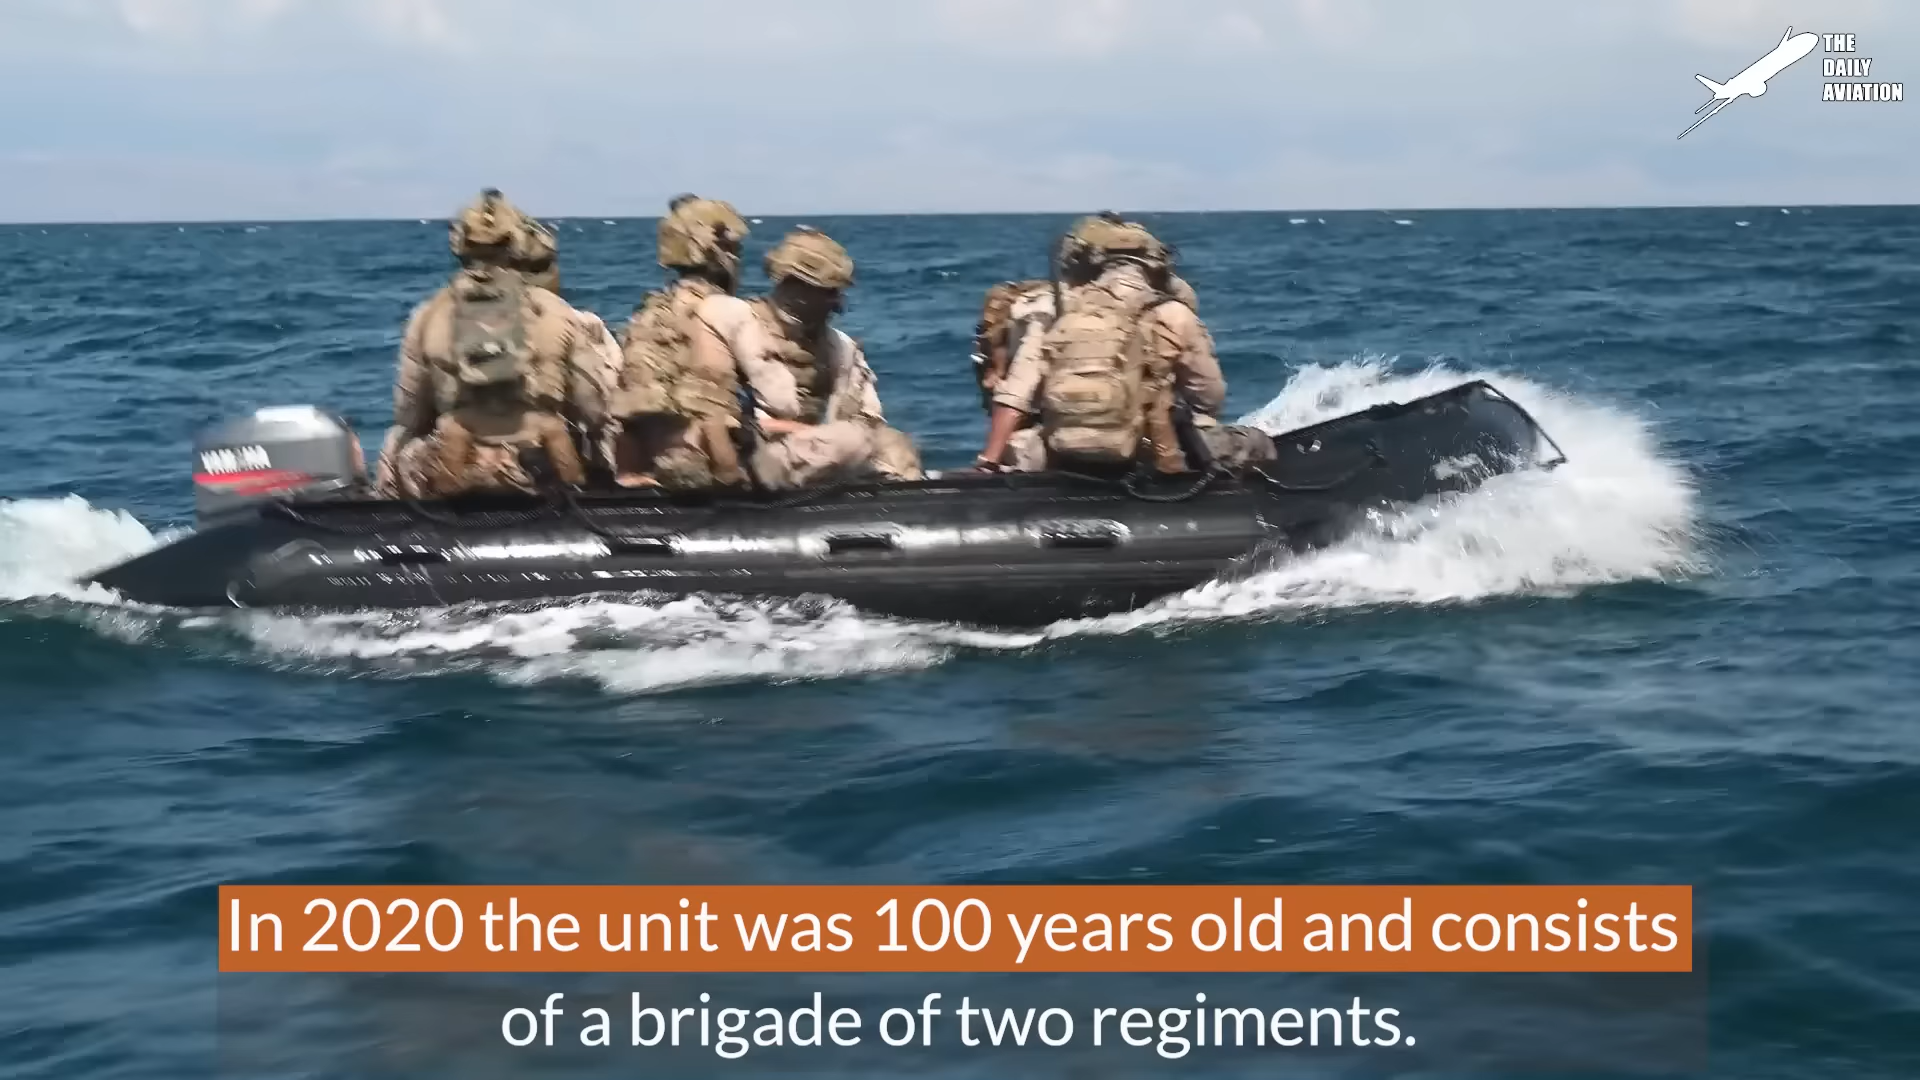 THE
DAILY
AVIATION
YAMAHA
In 2020 the unit was 100 years old and consists
of a brigade of two regiments.